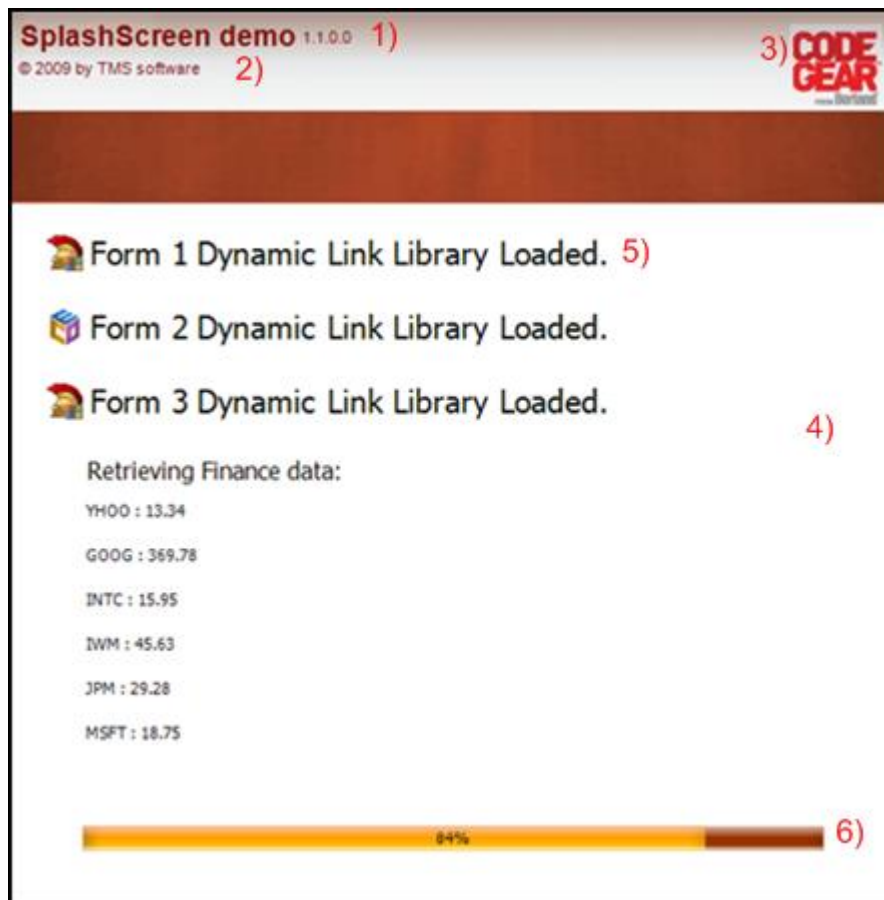 SplashScreen demo 1.1.0.0 1)
© 2009 by TMS software 2)
3) CODE
GEAR
from Borland
Form 1 Dynamic Link Library Loaded. 5)
Form 2 Dynamic Link Library Loaded.
Form 3 Dynamic Link Library Loaded.
4)
Retrieving Finance data:
YHOO : 13.34
GOOG : 369.78
INTC : 15.95
IWM : 45.63
JPM : 29.28
MSFT : 18.75
84% 6)